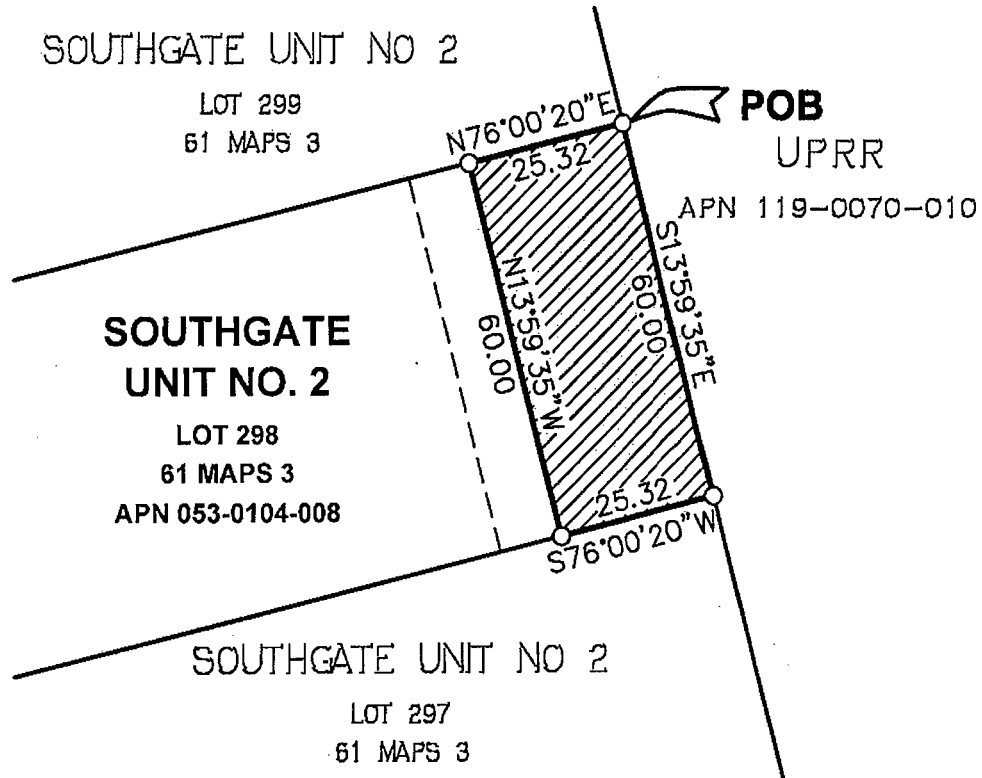 SOUTHGATE UNIT NO 2
LOT 299
61 MAPS 3
N76°00'20"E
25.32
POB
UPRR
APN 119-0070-010
S13°59'35"E
60.00
N13°59'35"W
60.00
SOUTHGATE
UNIT NO. 2
LOT 298
61 MAPS 3
APN 053-0104-008
25.32
S76°00'20"W
SOUTHGATE UNIT NO 2
LOT 297
61 MAPS 3